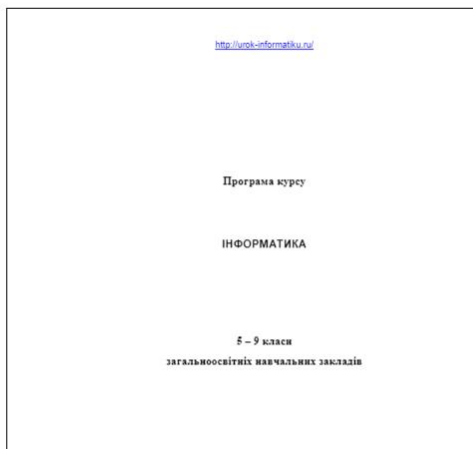 http://urok-informatiku.ru/
Програма курсу
ІНФОРМАТИКА
5 – 9 класи
загальноосвітніх навчальних закладів